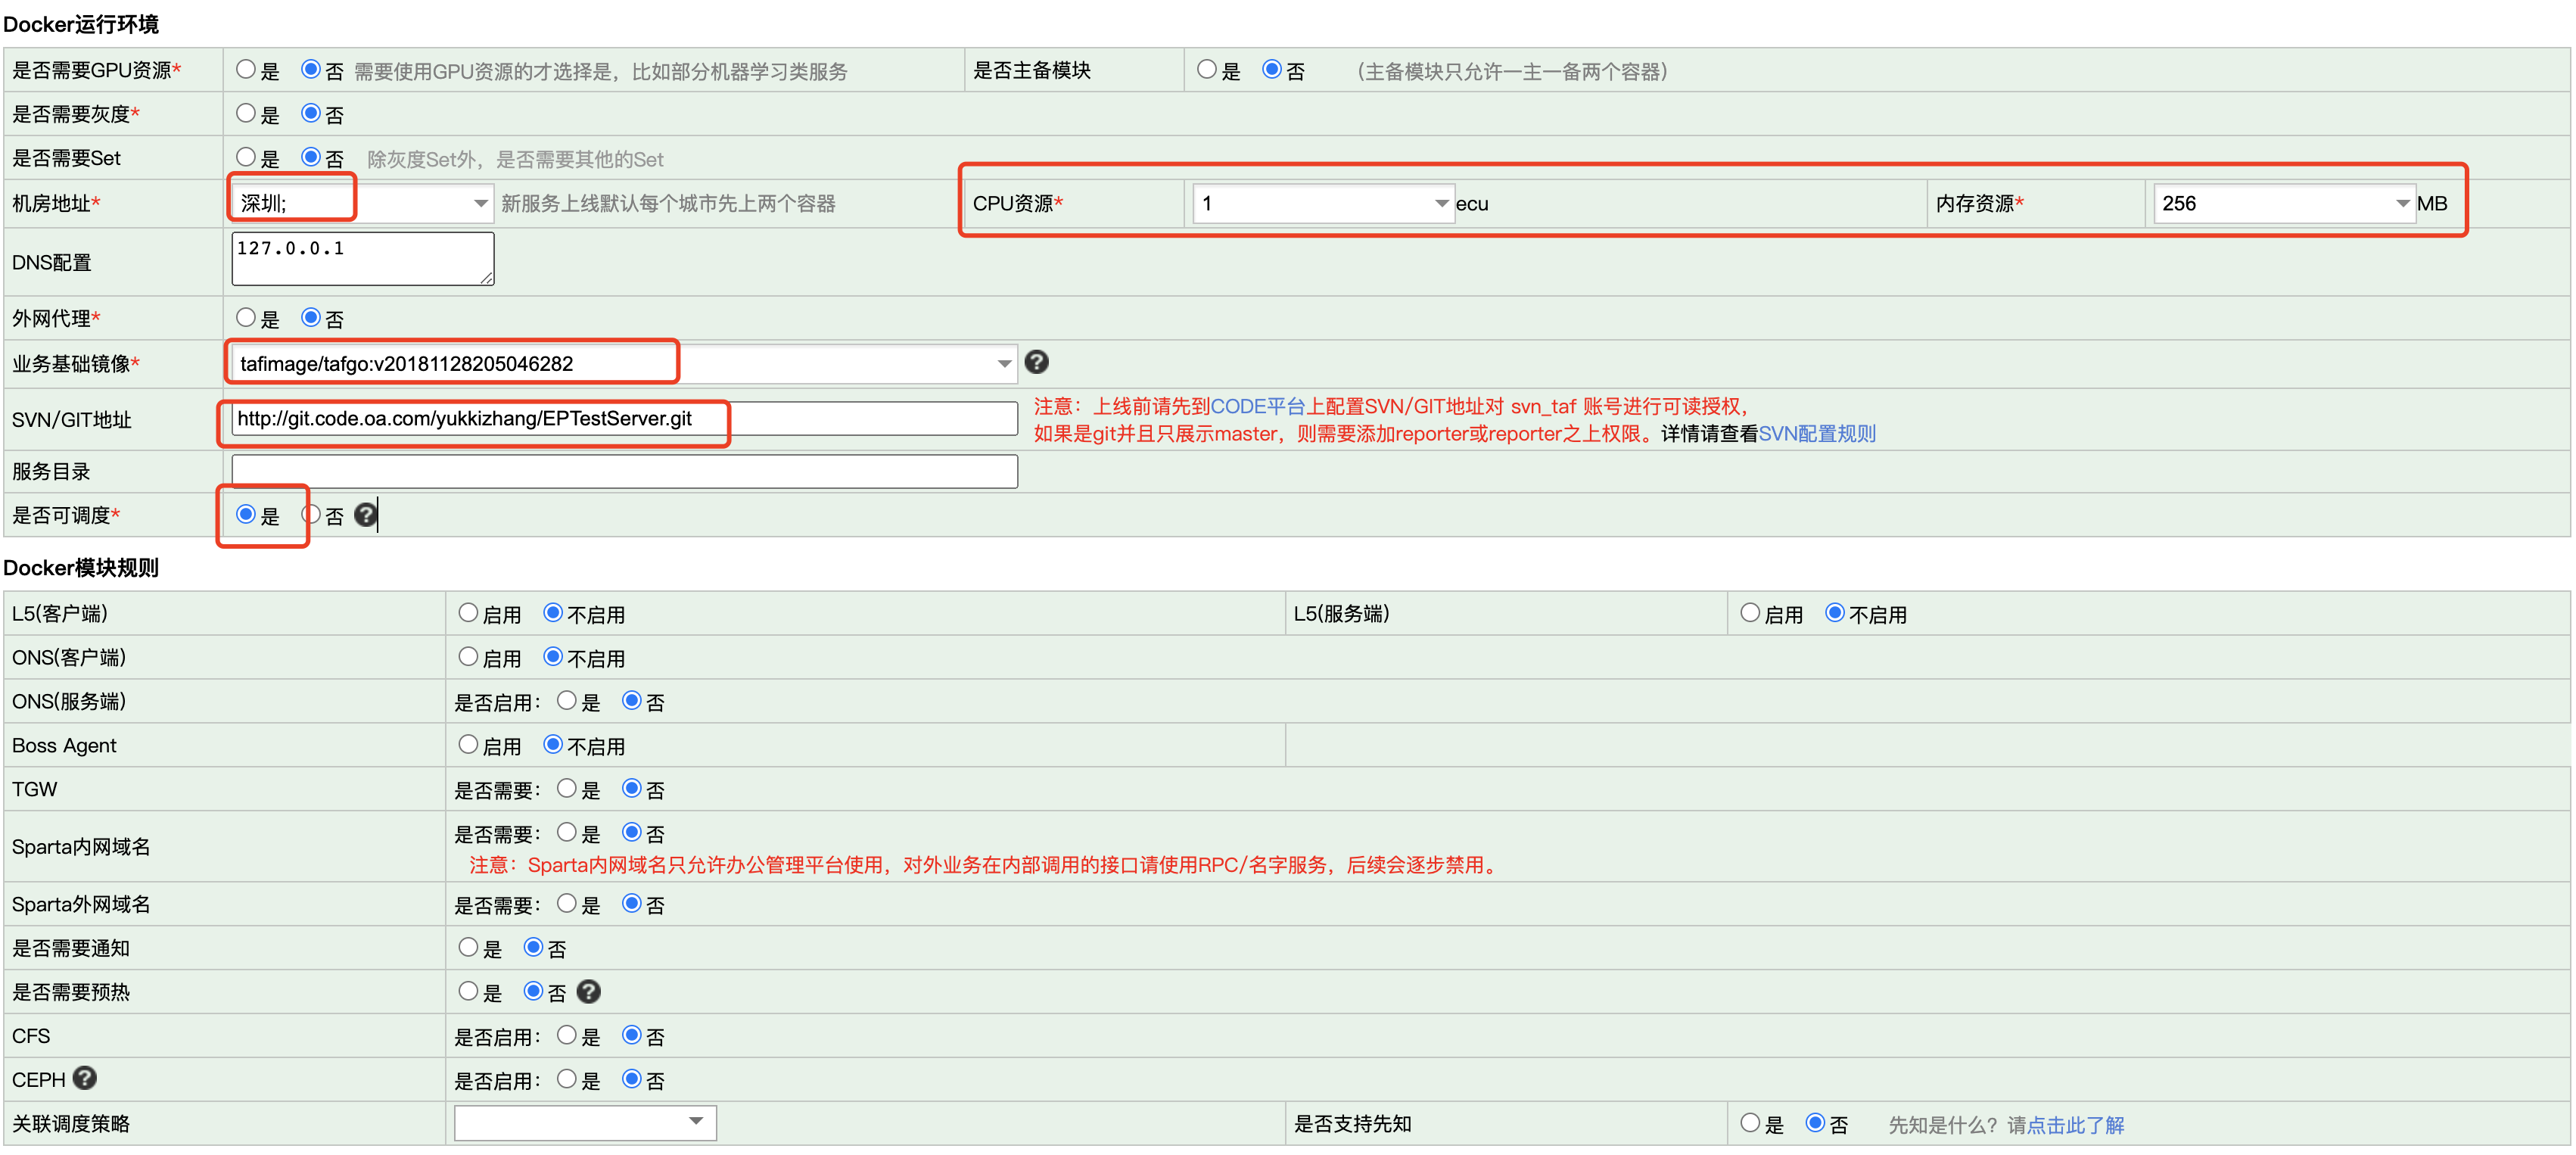 Docker运行环境
是否需要GPU资源* 是 否 需要使用GPU资源的才选择是，比如部分机器学习类服务 是否主备模块 是 否 (主备模块只允许一主一备两个容器)
是否需要灰度* 是 否
是否需要Set 是 否 除灰度Set外，是否需要其他的Set
机房地址* 深圳; 新服务上线默认每个城市先上两个容器 CPU资源* 1 ecu 内存资源* 256 MB
DNS配置 127.0.0.1
外网代理* 是 否
业务基础镜像* tafimage/tafgo:v20181128205046282 ?
SVN/GIT地址 http://git.code.oa.com/yukkizhang/EPTestServer.git 注意：上线前请先到CODE平台上配置SVN/GIT地址对 svn_taf 账号进行可读授权，
如果是git并且只展示master，则需要添加reporter或reporter之上权限。详情请查看SVN配置规则
服务目录
是否可调度* 是 否 ?
Docker模块规则
L5(客户端) 启用 不启用 L5(服务端) 启用 不启用
ONS(客户端) 启用 不启用
ONS(服务端) 是否启用： 是 否
Boss Agent 启用 不启用
TGW 是否需要： 是 否
Sparta内网域名 是否需要： 是 否
注意：Sparta内网域名只允许办公管理平台使用，对外业务在内部调用的接口请使用RPC/名字服务，后续会逐步禁用。
Sparta外网域名 是否需要： 是 否
是否需要通知 是 否
是否需要预热 是 否 ?
CFS 是否启用： 是 否
CEPH ? 是否启用： 是 否
关联调度策略 是否支持先知 是 否 先知是什么？请点击此了解